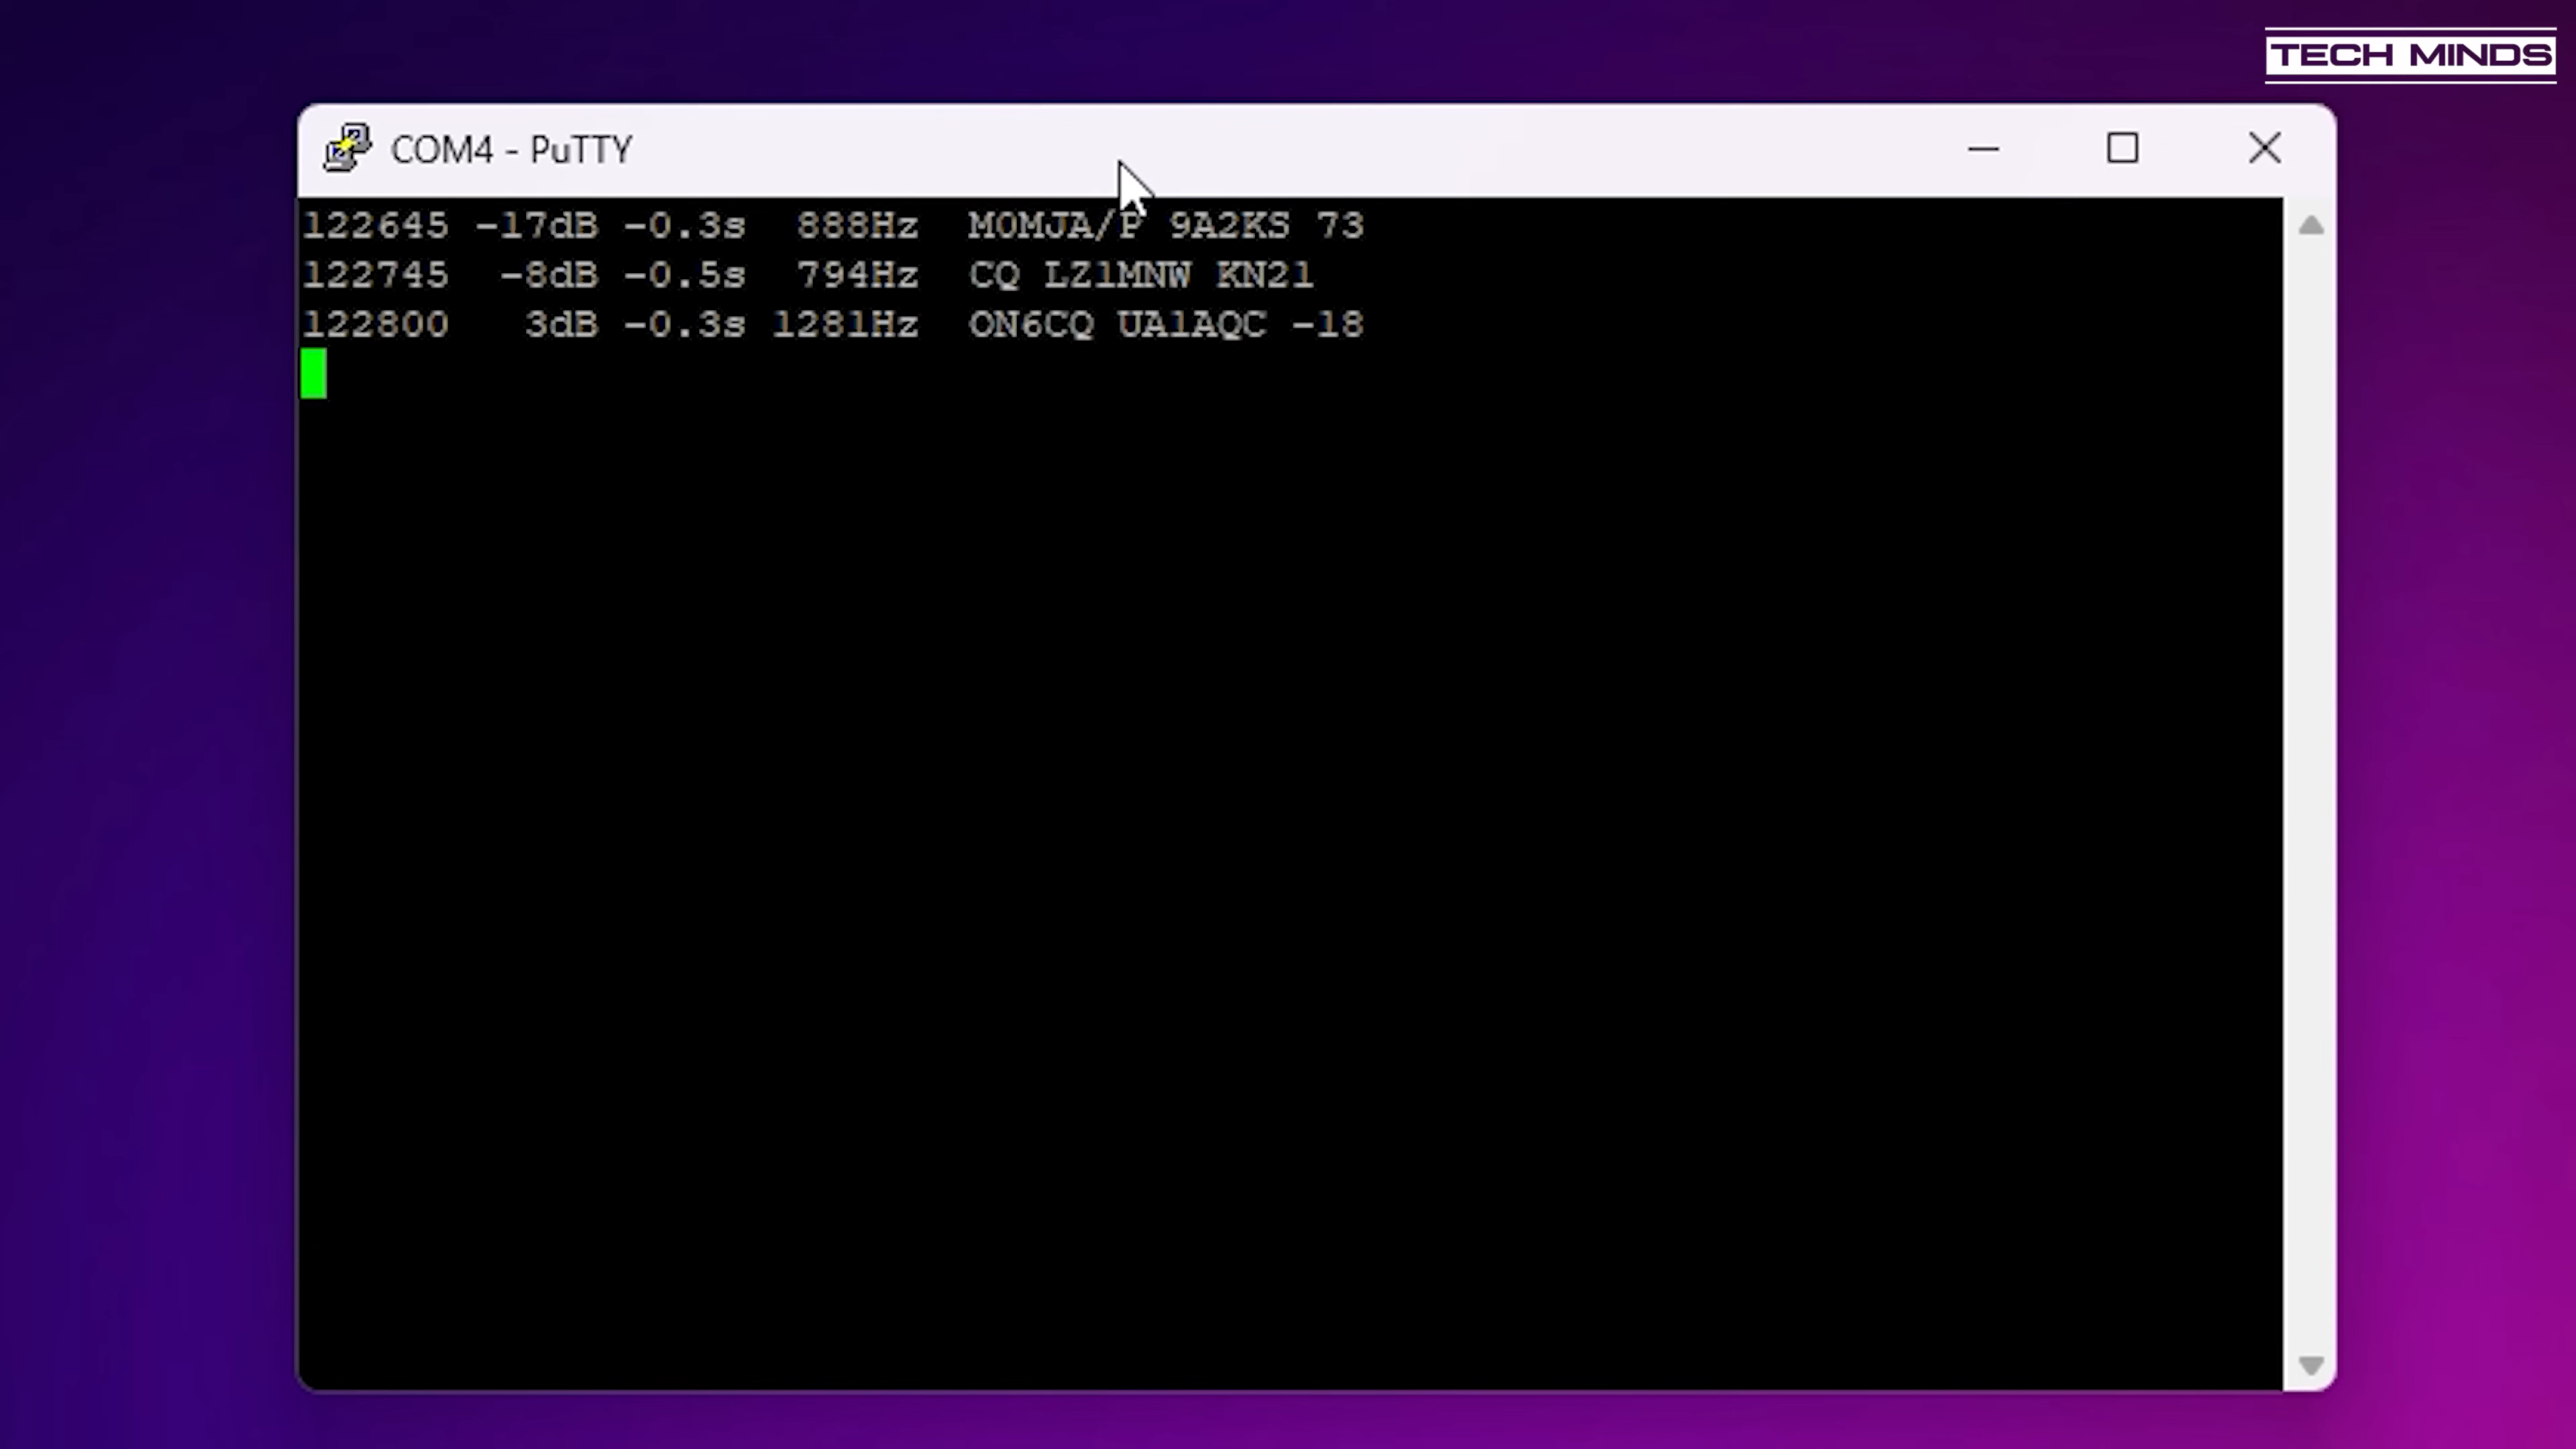 TECH MINDS
COM4 - PuTTY
122645 -17dB -0.3s  888Hz  M0MJA/P 9A2KS 73
122745  -8dB -0.5s  794Hz  CQ LZ1MNW KN21
122800   3dB -0.3s 1281Hz  ON6CQ UA1AQC -18